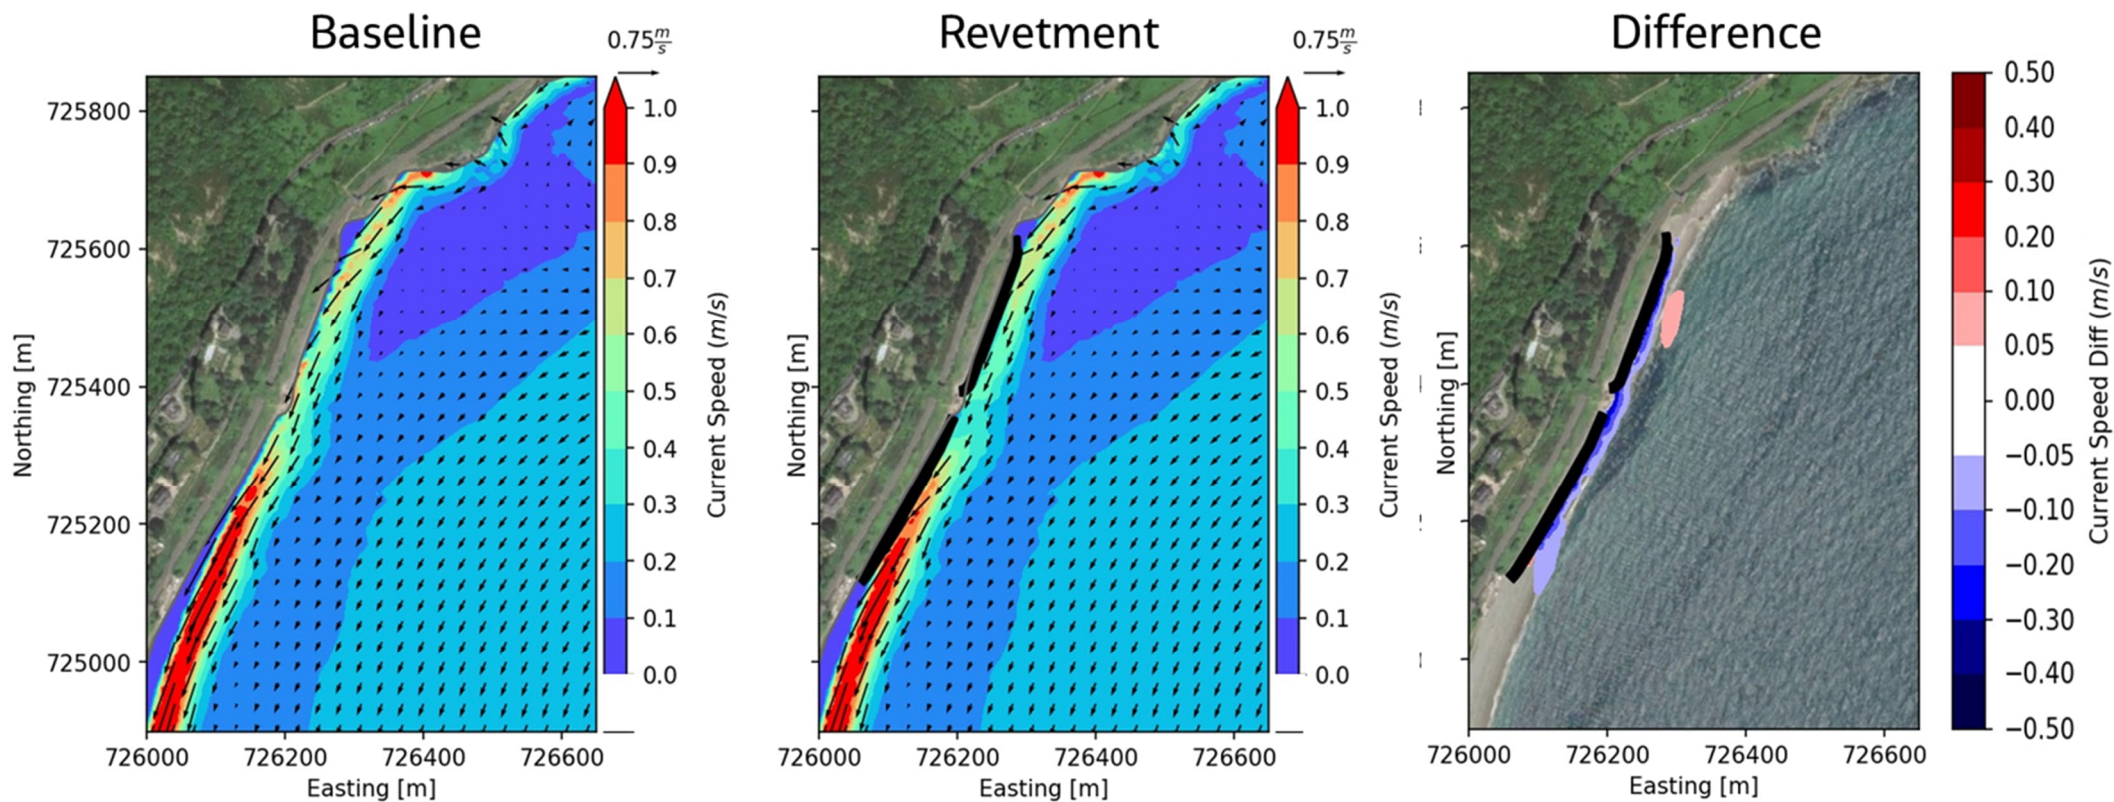 Baseline
0.75 m/s
725800
725600
725400
725200
725000
Northing [m]
726000 726200 726400 726600
Easting [m]
1.0
0.9
0.8
0.7
0.6
0.5
0.4
0.3
0.2
0.1
0.0
Current Speed (m/s)
Revetment
0.75 m/s
Northing [m]
726000 726200 726400 726600
Easting [m]
1.0
0.9
0.8
0.7
0.6
0.5
0.4
0.3
0.2
0.1
0.0
Current Speed (m/s)
Difference
Northing [m]
726000 726200 726400 726600
Easting [m]
0.50
0.40
0.30
0.20
0.10
0.05
0.00
−0.05
−0.10
−0.20
−0.30
−0.40
−0.50
Current Speed Diff (m/s)